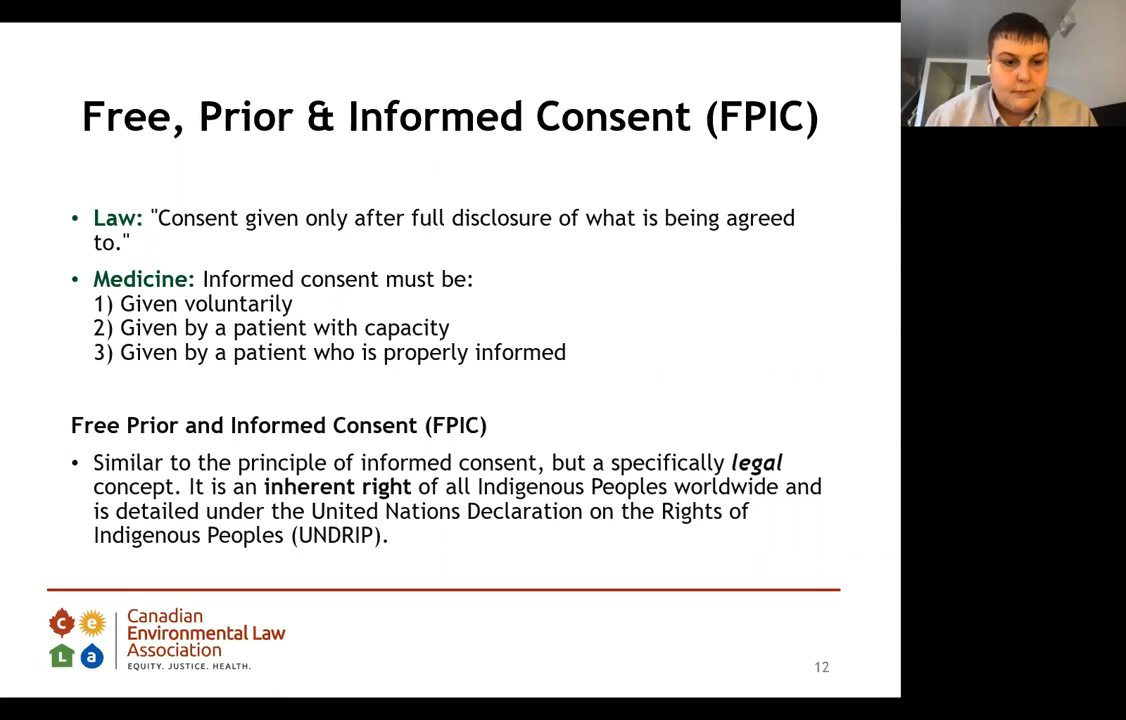 Free, Prior & Informed Consent (FPIC)
• Law: "Consent given only after full disclosure of what is being agreed
to."
• Medicine: Informed consent must be:
1) Given voluntarily
2) Given by a patient with capacity
3) Given by a patient who is properly informed
Free Prior and Informed Consent (FPIC)
• Similar to the principle of informed consent, but a specifically legal
concept. It is an inherent right of all Indigenous Peoples worldwide and
is detailed under the United Nations Declaration on the Rights of
Indigenous Peoples (UNDRIP).
c e
L a
Canadian
Environmental Law
Association
EQUITY. JUSTICE. HEALTH.
12